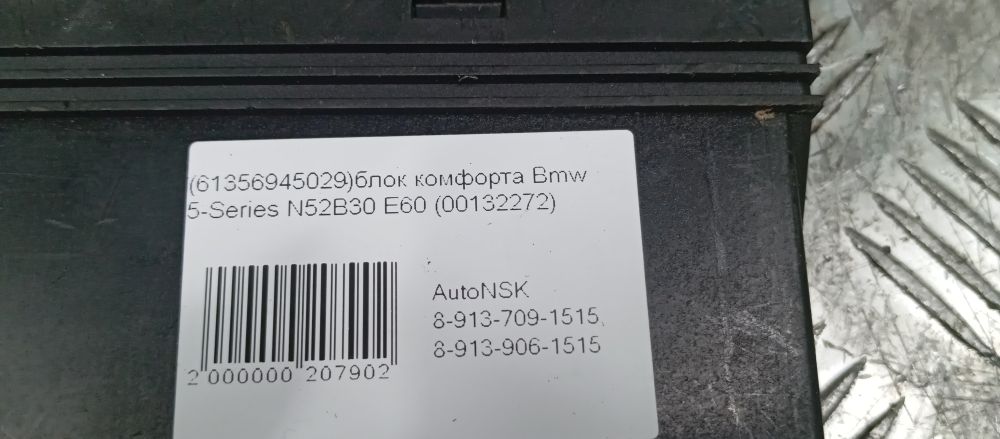 (61356945029)блок комфорта Bmw
5-Series N52B30 E60 (00132272)
AutoNSK
8-913-709-1515,
8-913-906-1515
2 000000 207902